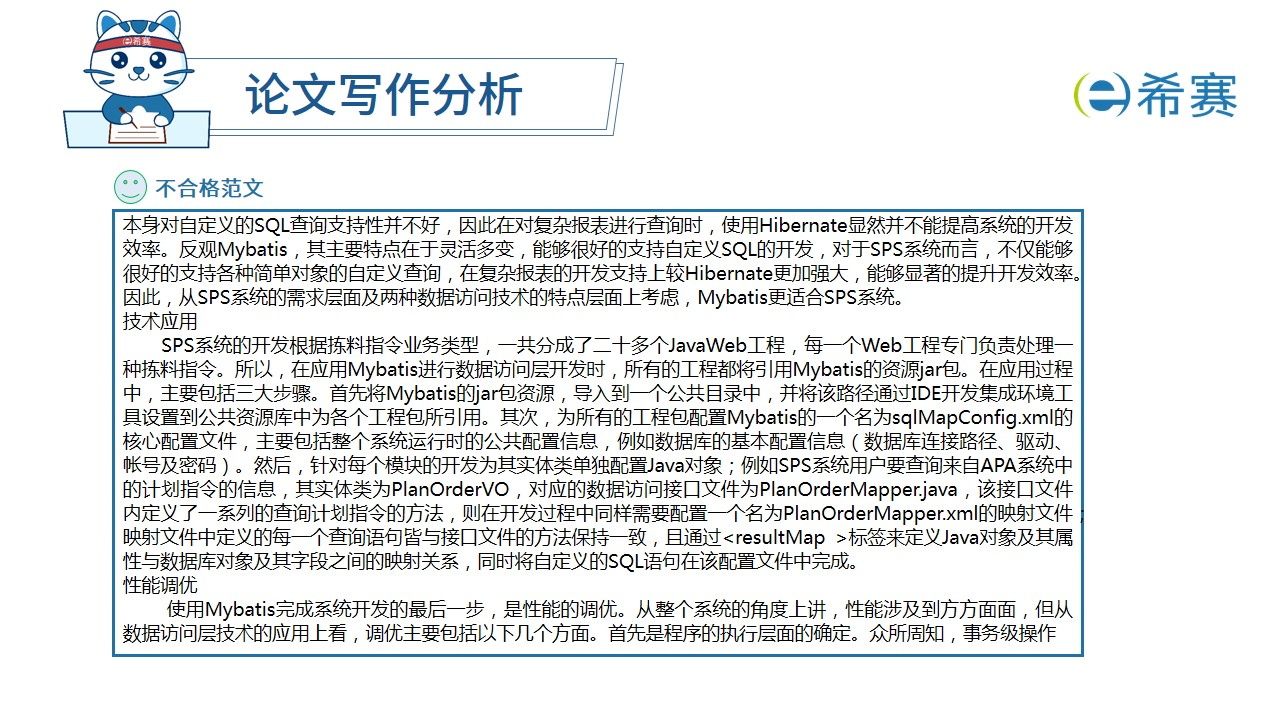 希赛
论文写作分析
希赛
不合格范文
本身对自定义的SQL查询支持性并不好，因此在对复杂报表进行查询时，使用Hibernate显然并不能提高系统的开发
效率。反观Mybatis，其主要特点在于灵活多变，能够很好的支持自定义SQL的开发，对于SPS系统而言，不仅能够
很好的支持各种简单对象的自定义查询，在复杂报表的开发支持上较Hibernate更加强大，能够显著的提升开发效率。
因此，从SPS系统的需求层面及两种数据访问技术的特点层面上考虑，Mybatis更适合SPS系统。
技术应用
SPS系统的开发根据拣料指令业务类型，一共分成了二十多个JavaWeb工程，每一个Web工程专门负责处理一
种拣料指令。所以，在应用Mybatis进行数据访问层开发时，所有的工程都将引用Mybatis的资源jar包。在应用过程
中，主要包括三大步骤。首先将Mybatis的jar包资源，导入到一个公共目录中，并将该路径通过IDE开发集成环境工
具设置到公共资源库中为各个工程包所引用。其次，为所有的工程包配置Mybatis的一个名为sqlMapConfig.xml的
核心配置文件，主要包括整个系统运行时的公共配置信息，例如数据库的基本配置信息（数据库连接路径、驱动、
帐号及密码）。然后，针对每个模块的开发为其实体类单独配置Java对象；例如SPS系统用户要查询来自APA系统中
的计划指令的信息，其实体类为PlanOrderVO，对应的数据访问接口文件为PlanOrderMapper.java，该接口文件
内定义了一系列的查询计划指令的方法，则在开发过程中同样需要配置一个名为PlanOrderMapper.xml的映射文件；
映射文件中定义的每一个查询语句皆与接口文件的方法保持一致，且通过<resultMap >标签来定义Java对象及其属
性与数据库对象及其字段之间的映射关系，同时将自定义的SQL语句在该配置文件中完成。
性能调优
使用Mybatis完成系统开发的最后一步，是性能的调优。从整个系统的角度上讲，性能涉及到方方面面，但从
数据访问层技术的应用上看，调优主要包括以下几个方面。首先是程序的执行层面的确定。众所周知，事务级操作